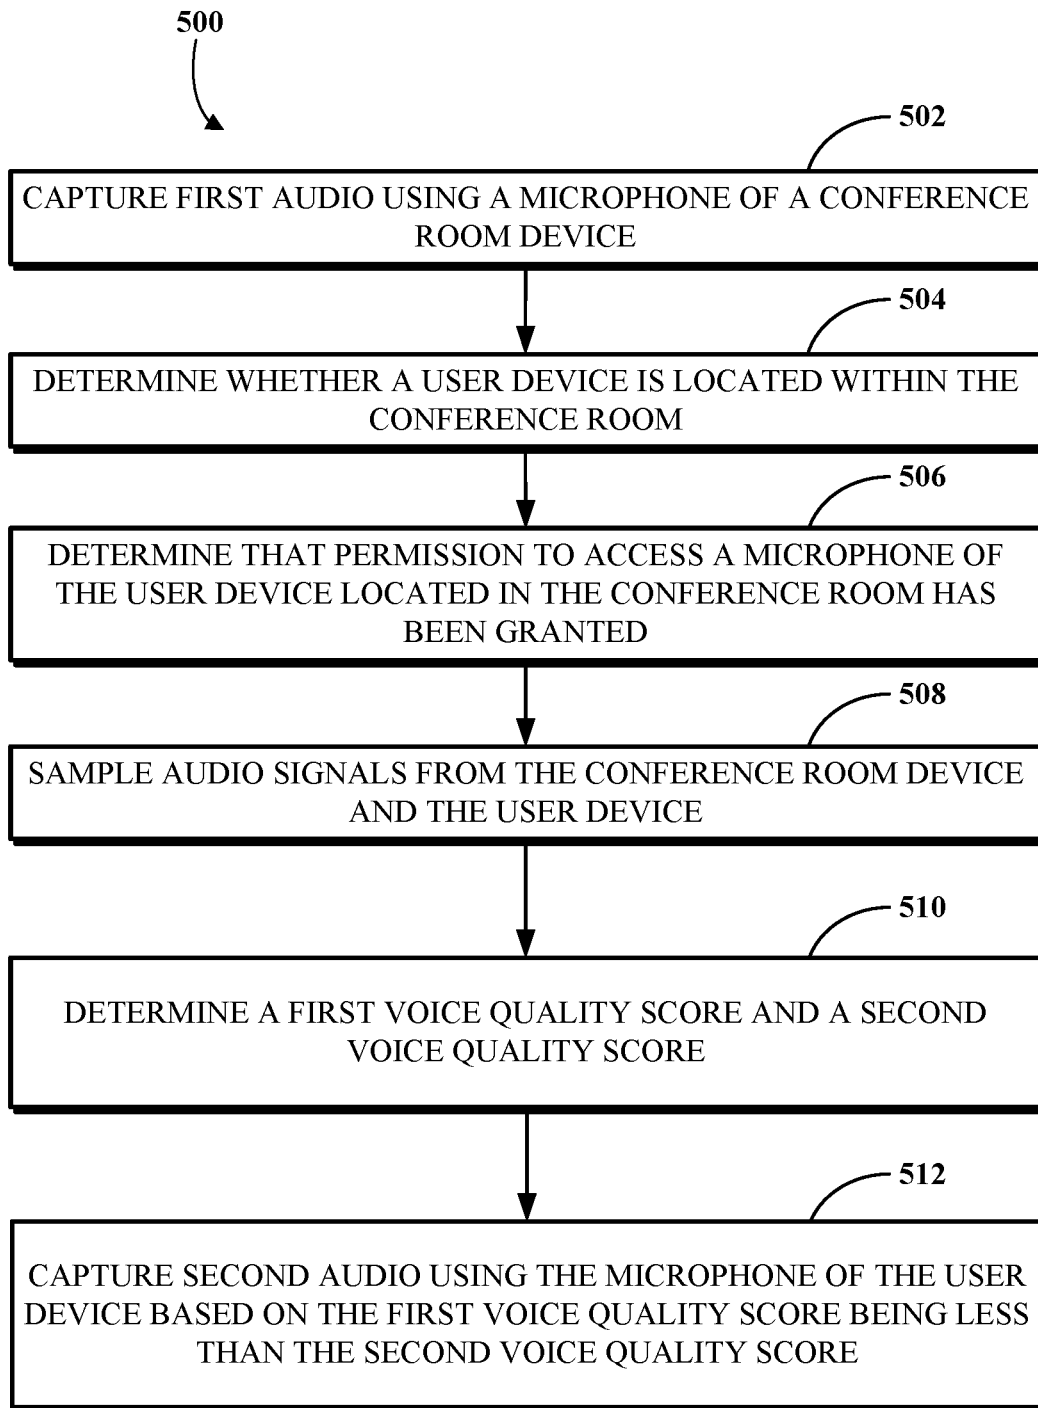 500
502
CAPTURE FIRST AUDIO USING A MICROPHONE OF A CONFERENCE
ROOM DEVICE
504
DETERMINE WHETHER A USER DEVICE IS LOCATED WITHIN THE
CONFERENCE ROOM
506
DETERMINE THAT PERMISSION TO ACCESS A MICROPHONE OF
THE USER DEVICE LOCATED IN THE CONFERENCE ROOM HAS
BEEN GRANTED
508
SAMPLE AUDIO SIGNALS FROM THE CONFERENCE ROOM DEVICE
AND THE USER DEVICE
510
DETERMINE A FIRST VOICE QUALITY SCORE AND A SECOND
VOICE QUALITY SCORE
512
CAPTURE SECOND AUDIO USING THE MICROPHONE OF THE USER
DEVICE BASED ON THE FIRST VOICE QUALITY SCORE BEING LESS
THAN THE SECOND VOICE QUALITY SCORE